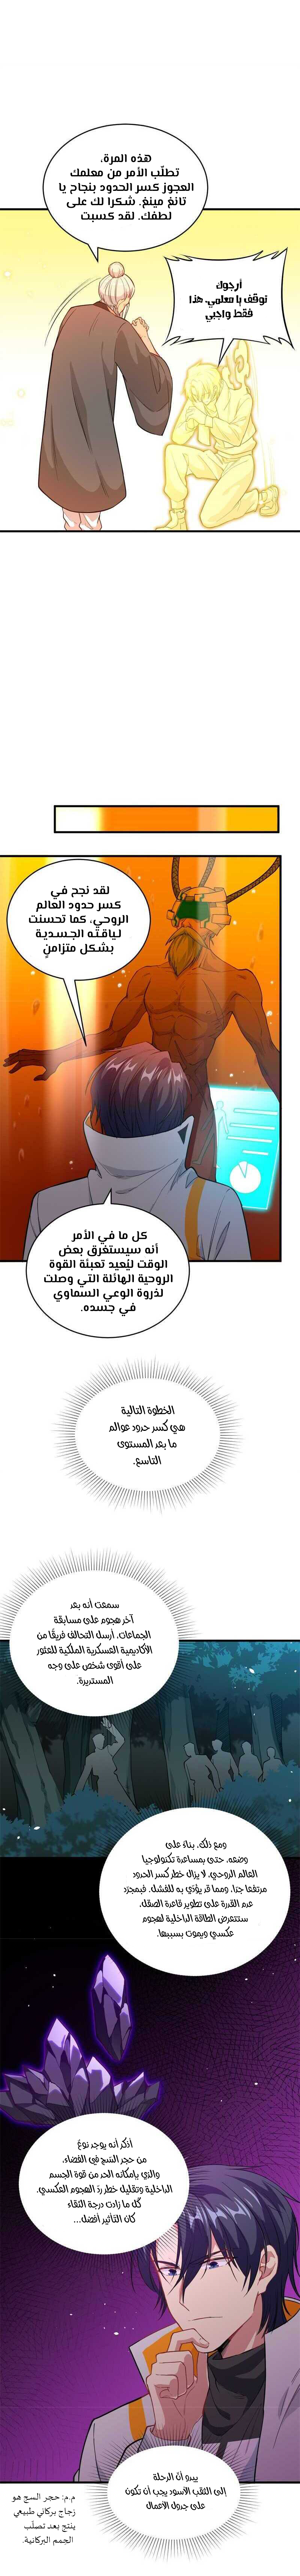 هذه المرة،
تطلّب الأمر من معلمك
العجوز كسر الحدود بنجاح يا
تانغ مينغ. شكرا لك على
لطفك. لقد كسبت
أرجوك
توقف يا معلمي، هذا
فقط واجبي
لقد نجح في
كسر حدود العالم
الروحي، كما تحسنت
لياقته الجسدية
بشكل متزامنٍ
كل ما في الأمر
أنه سيستغرق بعض
الوقت ليُعيد تعبئة القوة
الروحية الهائلة التي وصلت
لذروة الوعي السماوي
في جسده.
الخطوة التالية
هي كسر حدود عوالم
ما بعد المستوى
التاسع.
سمعت أنه بعد
آخر هجوم على مسابقة
الجماعات، أرسل التحالف فريقًا من
الأكاديمية العسكرية الملكية للعثور
على أقوى شخص على وجه
المستديرة.
ومع ذلك، بناءً على
وضعه، حتى بمساعدة تكنولوجيا
العالم الروحي، لا يزال خطر كسر الحدود
مرتفعا جدًا، ومما قد يؤدي به للفشل. فبمجرد
عدم القدرة على تطوير قاعدة الصقل،
ستتعرض الطاقة الداخلية لهجوم
عكسي ويموت بسببها.
أذكر أنه يوجد نوعٌ
من حجر السبج في الفضاء،
والذي بإمكانه الحد من قوة الجسم
الداخلية وتقليل خطر ردّ الهجوم العكسي.
كُل ما زادت درجة النقاء
كان التأثير أفضل...
يبدو أنّ الرحلة
إلى الثقب الأسود يجب أن تكون
على جدول الأعمال
م.م: حجر السج هو
زجاج بركاني طبيعي
ينتج بعد تصلّب
الحِمم البركانية.